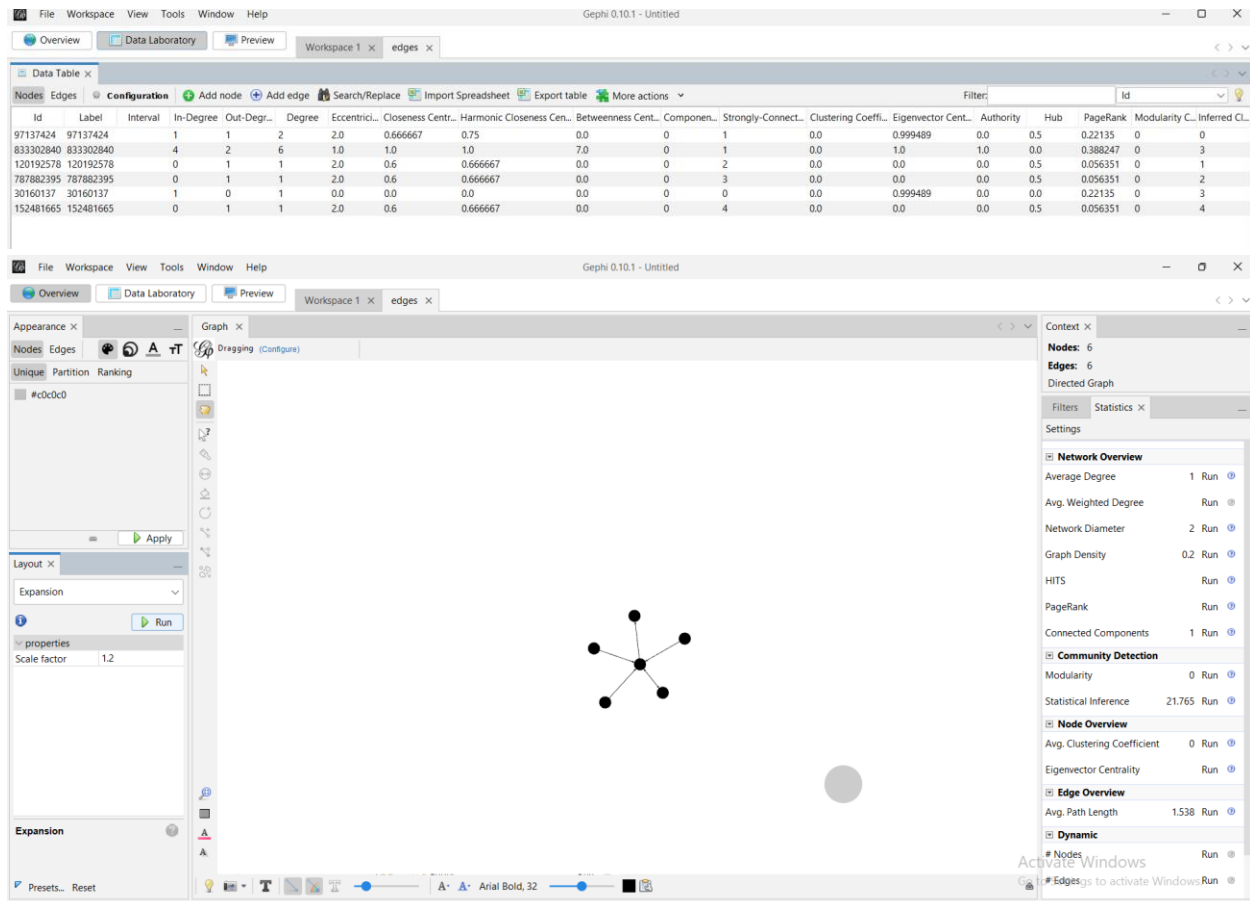 File Workspace View Tools Window Help Gephi 0.10.1 - Untitled
Overview Data Laboratory Preview Workspace 1 edges
Data Table
Nodes Edges Configuration Add node Add edge Search/Replace Import Spreadsheet Export table More actions Filter: Id
Id Label Interval In-Degree Out-Degr... Degree Eccentrici... Closeness Centr... Harmonic Closeness Cen... Betweenness Cent... Componen... Strongly-Connect... Clustering Coeffi... Eigenvector Cent... Authority Hub PageRank Modularity C... Inferred Cl...
97137424 97137424 1 1 2 2.0 0.666667 0.75 0.0 0 1 0.0 0.999489 0.0 0.5 0.22135 0 0
833302840 833302840 4 2 6 1.0 1.0 1.0 7.0 0 1 0.0 1.0 1.0 0.0 0.388247 0 3
120192578 120192578 0 1 1 2.0 0.6 0.666667 0.0 0 2 0.0 0.0 0.0 0.5 0.056351 0 1
787882395 787882395 0 1 1 2.0 0.6 0.666667 0.0 0 3 0.0 0.0 0.0 0.5 0.056351 0 2
30160137 30160137 1 0 1 0.0 0.0 0.0 0.0 0 0 0.0 0.999489 0.0 0.0 0.22135 0 3
152481665 152481665 0 1 1 2.0 0.6 0.666667 0.0 0 4 0.0 0.0 0.0 0.5 0.056351 0 4
File Workspace View Tools Window Help Gephi 0.10.1 - Untitled
Overview Data Laboratory Preview Workspace 1 edges
Appearance Graph Context
Nodes Edges Dragging (Configure) Nodes: 6
Unique Partition Ranking Edges: 6
#c0c0c0 Directed Graph
Filters Statistics
Settings
Network Overview
Average Degree 1 Run
Avg. Weighted Degree Run
Network Diameter 2 Run
Apply
Layout Graph Density 0.2 Run
Expansion HITS Run
Run PageRank Run
properties
Scale factor 1.2
Connected Components 1 Run
Community Detection
Modularity 0 Run
Statistical Inference 21.765 Run
Node Overview
Avg. Clustering Coefficient 0 Run
Eigenvector Centrality Run
Edge Overview
Avg. Path Length 1.538 Run
Expansion Dynamic
# Nodes Run
Activate Windows
# Edges Run
Go to Settings to activate Windows.
Presets... Reset Arial Bold, 32